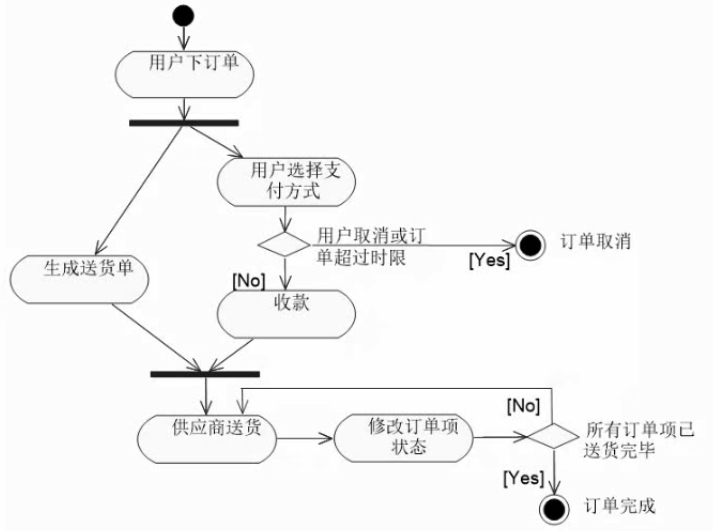 用户下订单
用户选择支
付方式
用户取消或订
单超过时限
[Yes]
订单取消
生成送货单
[No]
收款
[No]
供应商送货
修改订单项
状态
所有订单项已
送货完毕
[Yes]
订单完成